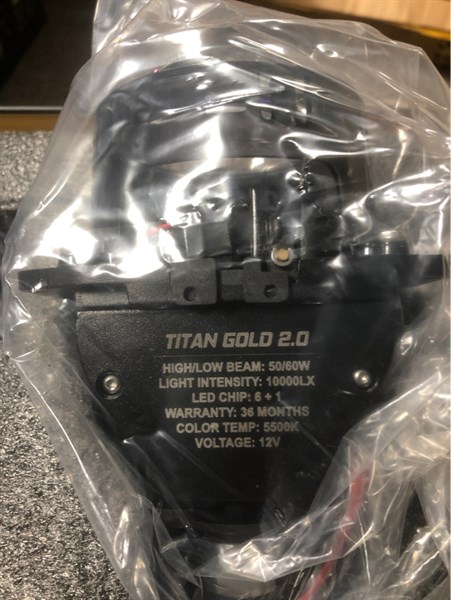 TITAN GOLD 2.0
HIGH/LOW BEAM: 50/60W
LIGHT INTENSITY: 10000LX
LED CHIP: 6 + 1
WARRANTY: 36 MONTHS
COLOR TEMP: 5500K
VOLTAGE: 12V